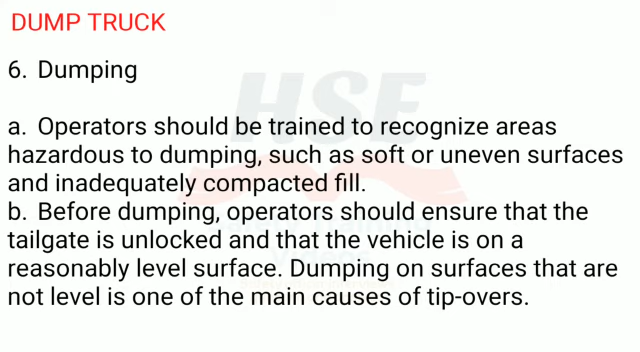 DUMP TRUCK
6. Dumping
a. Operators should be trained to recognize areas
hazardous to dumping, such as soft or uneven surfaces
and inadequately compacted fill.
b. Before dumping, operators should ensure that the
tailgate is unlocked and that the vehicle is on a
reasonably level surface. Dumping on surfaces that are
not level is one of the main causes of tip-overs.
HSE